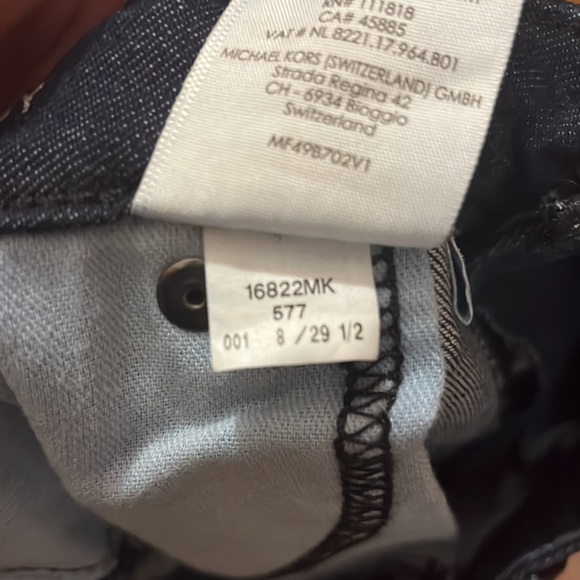 RN# 111818
CA# 45885
VAT # NL 8221.17.964.B01
MICHAEL KORS (SWITZERLAND) GMBH
Strada Regina 42
CH - 6934 Bioggio
Switzerland
MF49B702V1
16822MK
577
001 8 / 29 1/2